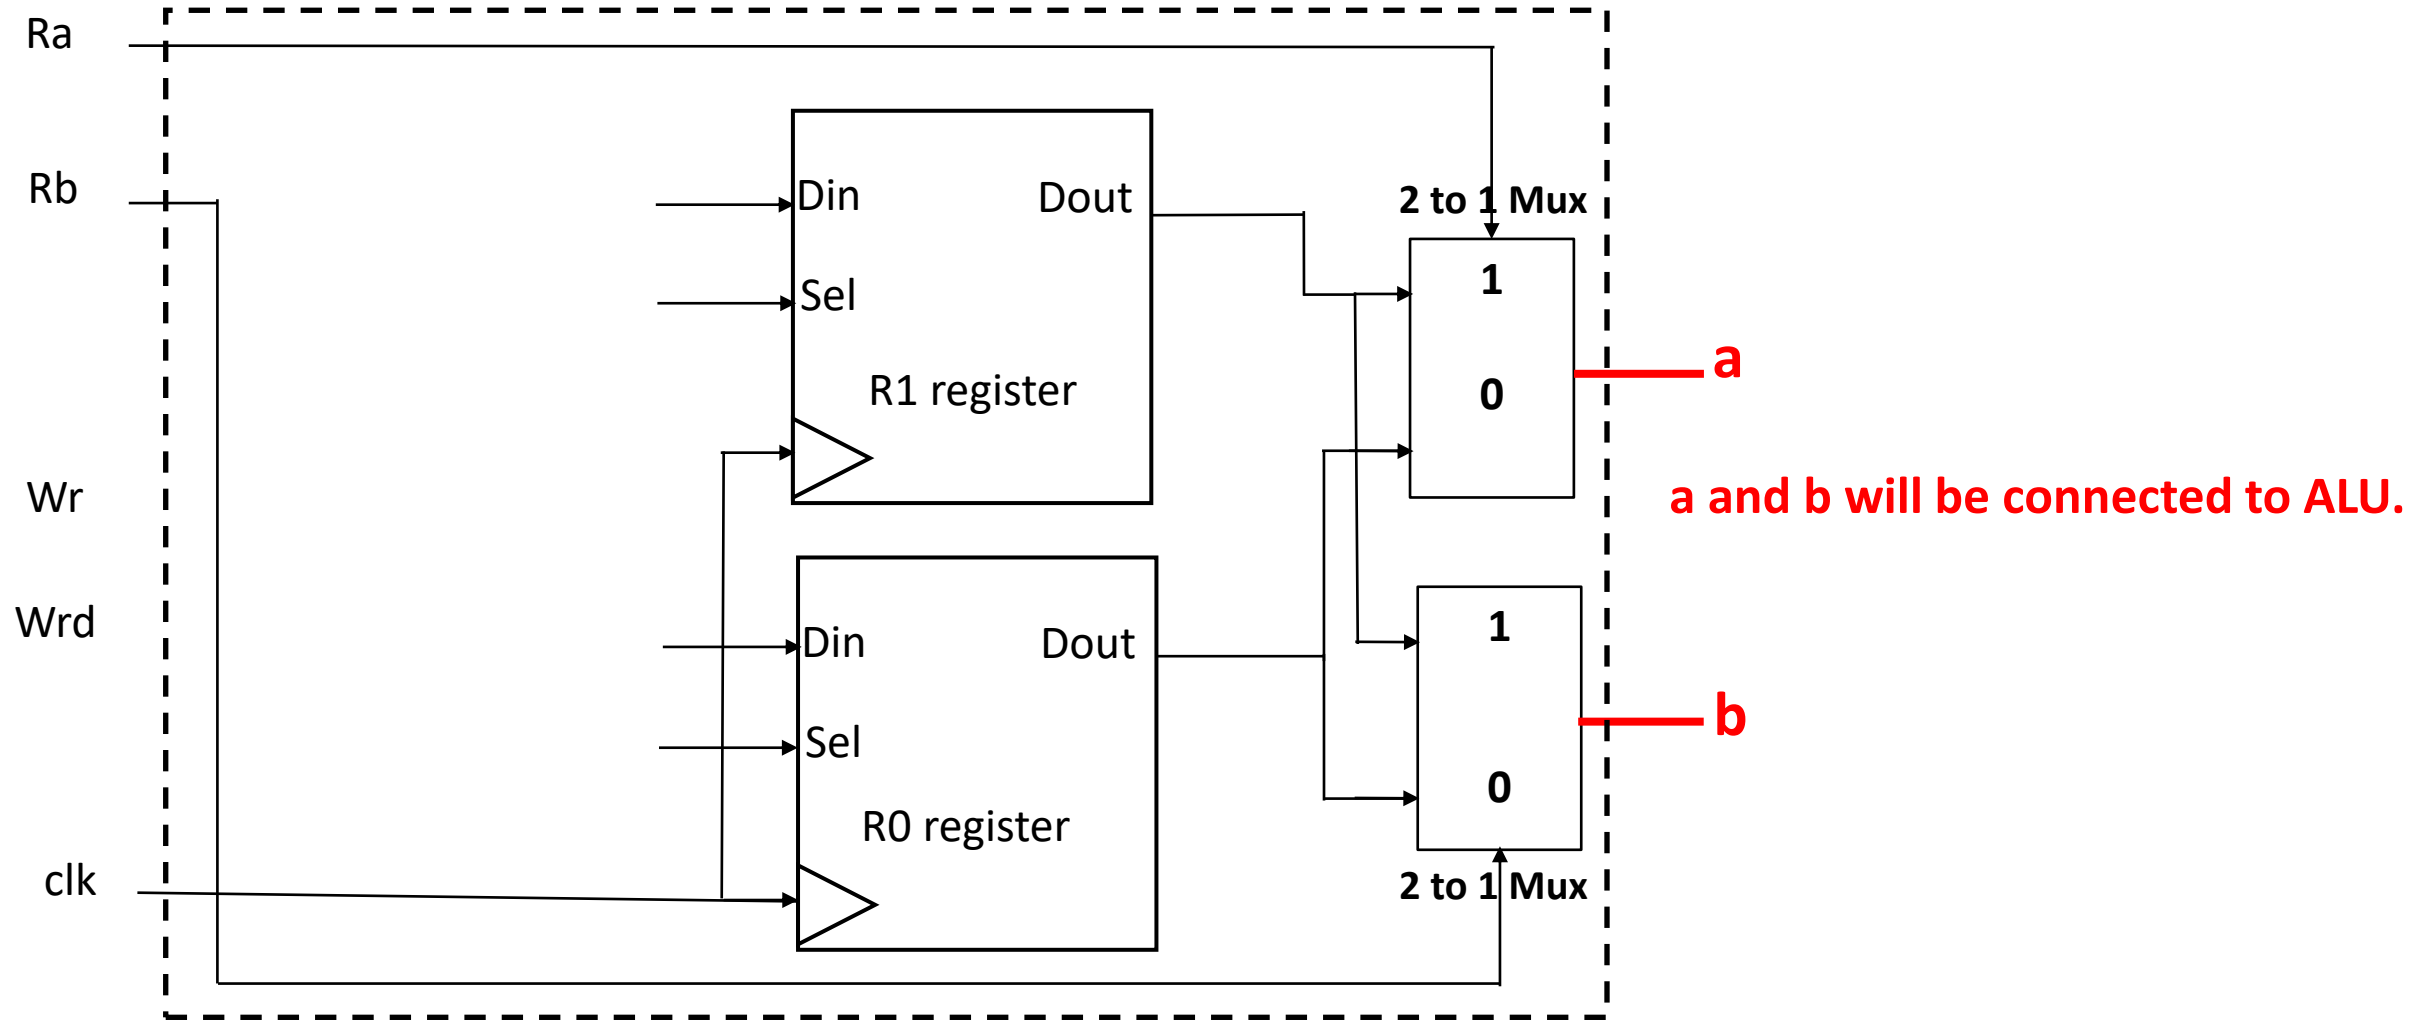 Ra
Rb
Wr
Wrd
clk
Din
Dout
Sel
R1 register
Din
Dout
Sel
R0 register
2 to 1 Mux
1
0
1
0
2 to 1 Mux
a
a and b will be connected to ALU.
b